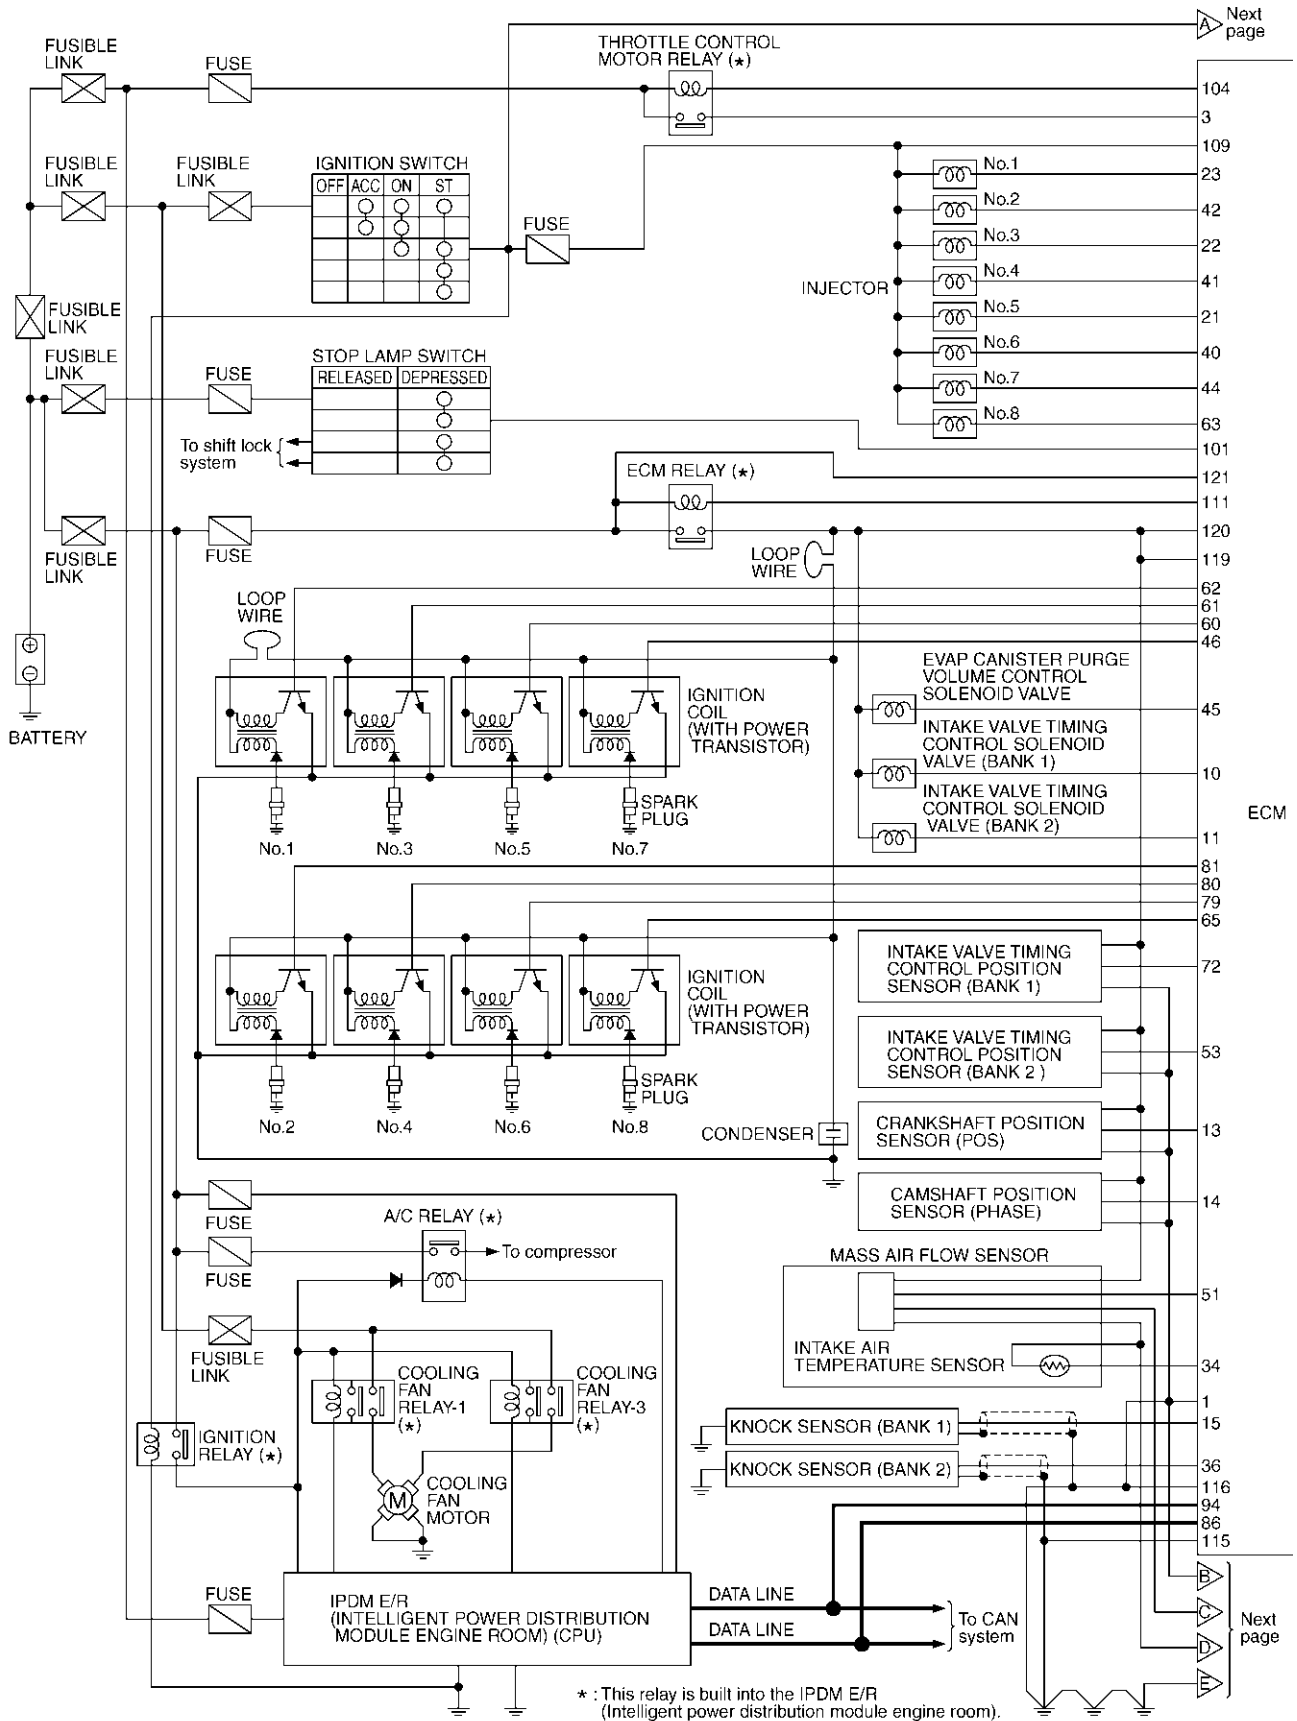 A
Next
page
FUSIBLE
LINK
FUSE
THROTTLE CONTROL
MOTOR RELAY (*)
104
3
109
FUSIBLE
LINK
FUSIBLE
LINK
IGNITION SWITCH
OFF ACC ON ST
FUSE
No.1
23
No.2
42
No.3
22
INJECTOR
No.4
41
No.5
21
No.6
40
No.7
44
No.8
63
FUSIBLE
LINK
FUSIBLE
LINK
FUSE
STOP LAMP SWITCH
RELEASED DEPRESSED
To shift lock
system
101
121
ECM RELAY (*)
111
120
FUSIBLE
LINK
FUSE
LOOP
WIRE
119
62
61
60
46
LOOP
WIRE
BATTERY
IGNITION
COIL
(WITH POWER
TRANSISTOR)
EVAP CANISTER PURGE
VOLUME CONTROL
SOLENOID VALVE
45
INTAKE VALVE TIMING
CONTROL SOLENOID
VALVE (BANK 1)
10
INTAKE VALVE TIMING
CONTROL SOLENOID
VALVE (BANK 2)
11
ECM
SPARK
PLUG
No.1
No.3
No.5
No.7
81
80
79
65
IGNITION
COIL
(WITH POWER
TRANSISTOR)
INTAKE VALVE TIMING
CONTROL POSITION
SENSOR (BANK 1)
72
INTAKE VALVE TIMING
CONTROL POSITION
SENSOR (BANK 2 )
53
SPARK
PLUG
No.2
No.4
No.6
No.8
CONDENSER
CRANKSHAFT POSITION
SENSOR (POS)
13
CAMSHAFT POSITION
SENSOR (PHASE)
14
FUSE
A/C RELAY (*)
To compressor
FUSE
MASS AIR FLOW SENSOR
51
INTAKE AIR
TEMPERATURE SENSOR
34
FUSIBLE
LINK
COOLING
FAN
RELAY-1
(*)
COOLING
FAN
RELAY-3
(*)
1
KNOCK SENSOR (BANK 1)
15
IGNITION
RELAY (*)
KNOCK SENSOR (BANK 2)
36
116
M
COOLING
FAN
MOTOR
94
86
115
FUSE
IPDM E/R
(INTELLIGENT POWER DISTRIBUTION
MODULE ENGINE ROOM) (CPU)
DATA LINE
DATA LINE
To CAN
system
B
C
D
E
Next
page
* : This relay is built into the IPDM E/R
(Intelligent power distribution module engine room).